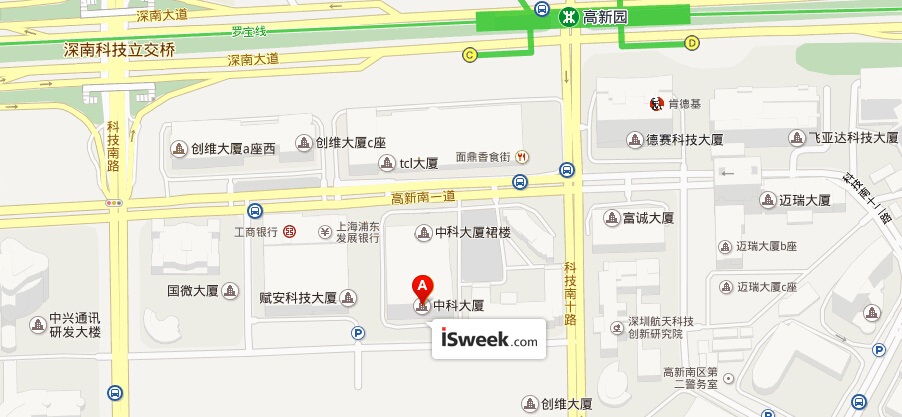 深南大道
高新园
罗宝线
深南科技立交桥
深南大道
C
D
肯德基
科技南路
创维大厦a座西
创维大厦c座
tcl大厦
面鼎香食街
德赛科技大厦
飞亚达科技大厦
高新南一道
科技南十二路
迈瑞大厦
工商银行
上海浦东
发展银行
中科大厦裙楼
富诚大厦
迈瑞大厦b座
国微大厦
赋安科技大厦
A
中科大厦
科技南十路
迈瑞大厦c座
中兴通讯
研发大楼
P
iSweek.com
深圳航天科技
创新研究院
P
高新南区第
二警务室
创维大厦
P